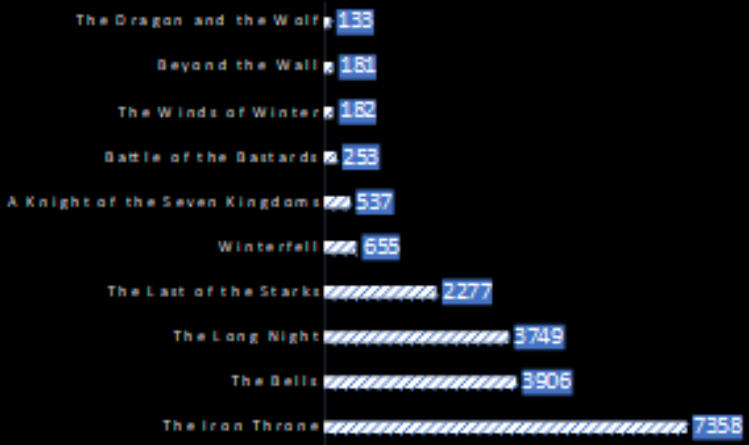 The Dragon and the Wolf 133
Beyond the Wall 181
The Winds of Winter 182
Battle of the Bastards 253
A Knight of the Seven Kingdoms 537
Winterfell 655
The Last of the Starks 2277
The Long Night 3749
The Bells 3906
The Iron Throne 7358